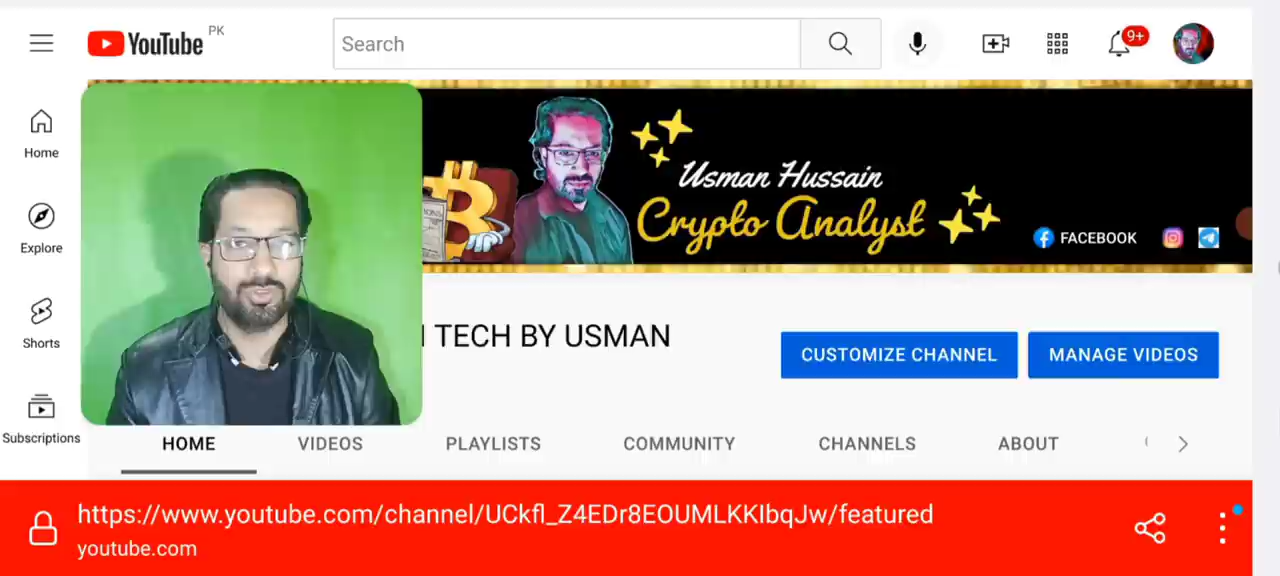 YouTube PK
Search
9+
Home
Explore
Shorts
Subscriptions
Usman Hussain
Crypto Analyst
FACEBOOK
TECH BY USMAN
CUSTOMIZE CHANNEL
MANAGE VIDEOS
HOME
VIDEOS
PLAYLISTS
COMMUNITY
CHANNELS
ABOUT
https://www.youtube.com/channel/UCkfl_Z4EDr8EOUMLKKIbqJw/featured
youtube.com